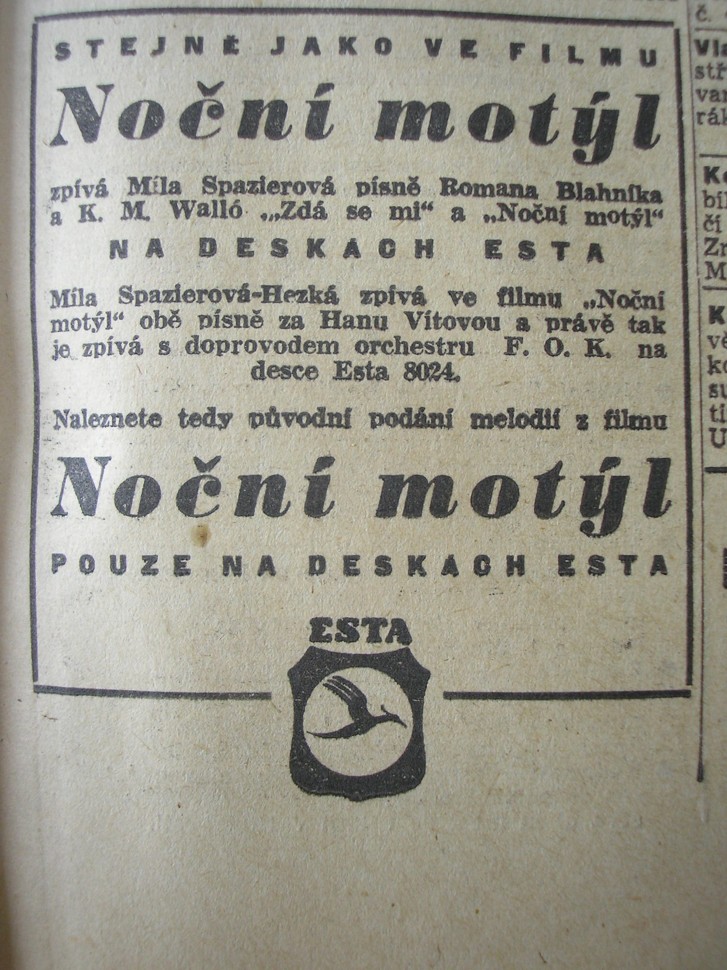 STEJNĚ JAKO VE FILMU
Noční motýl
zpívá Míla Spazierová písně Romana Blahníka
a K. M. Walló „Zdá se mi“ a „Noční motýl“
NA DESKÁCH ESTA
Míla Spazierová-Hezká zpívá ve filmu „Noční
motýl“ obě písně za Hanu Vítovou a právě tak
je zpívá s doprovodem orchestru F. O. K. na
desce Esta 8024.
Naleznete tedy původní podání melodií z filmu
Noční motýl
POUZE NA DESKÁCH ESTA
ESTA
č.